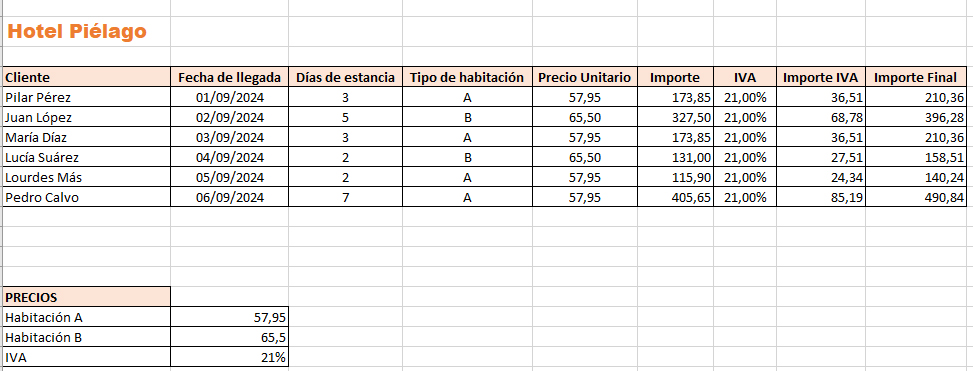 Hotel Piélago
Cliente Fecha de llegada Días de estancia Tipo de habitación Precio Unitario Importe IVA Importe IVA Importe Final
Pilar Pérez 01/09/2024 3 A 57,95 173,85 21,00% 36,51 210,36
Juan López 02/09/2024 5 B 65,50 327,50 21,00% 68,78 396,28
María Díaz 03/09/2024 3 A 57,95 173,85 21,00% 36,51 210,36
Lucía Suárez 04/09/2024 2 B 65,50 131,00 21,00% 27,51 158,51
Lourdes Más 05/09/2024 2 A 57,95 115,90 21,00% 24,34 140,24
Pedro Calvo 06/09/2024 7 A 57,95 405,65 21,00% 85,19 490,84
PRECIOS
Habitación A 57,95
Habitación B 65,5
IVA 21%